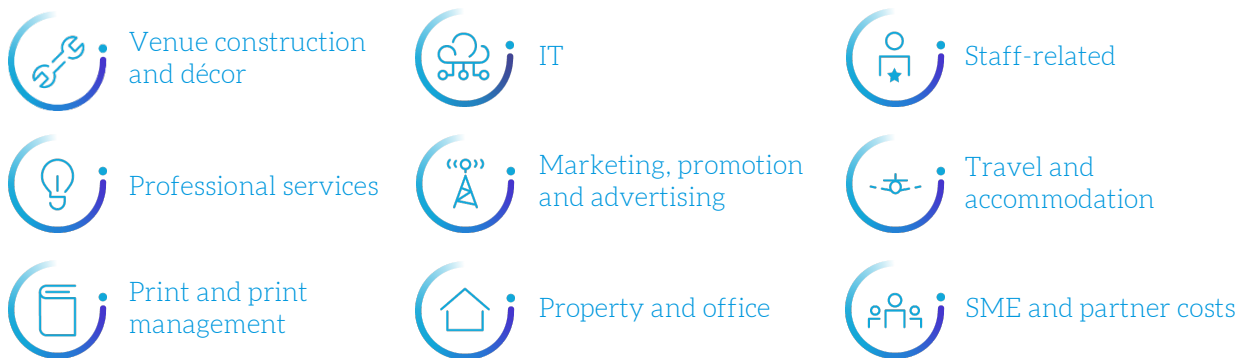 Venue construction
and décor
IT
Staff-related
Professional services
Marketing, promotion
and advertising
Travel and
accommodation
Print and print
management
Property and office
SME and partner costs